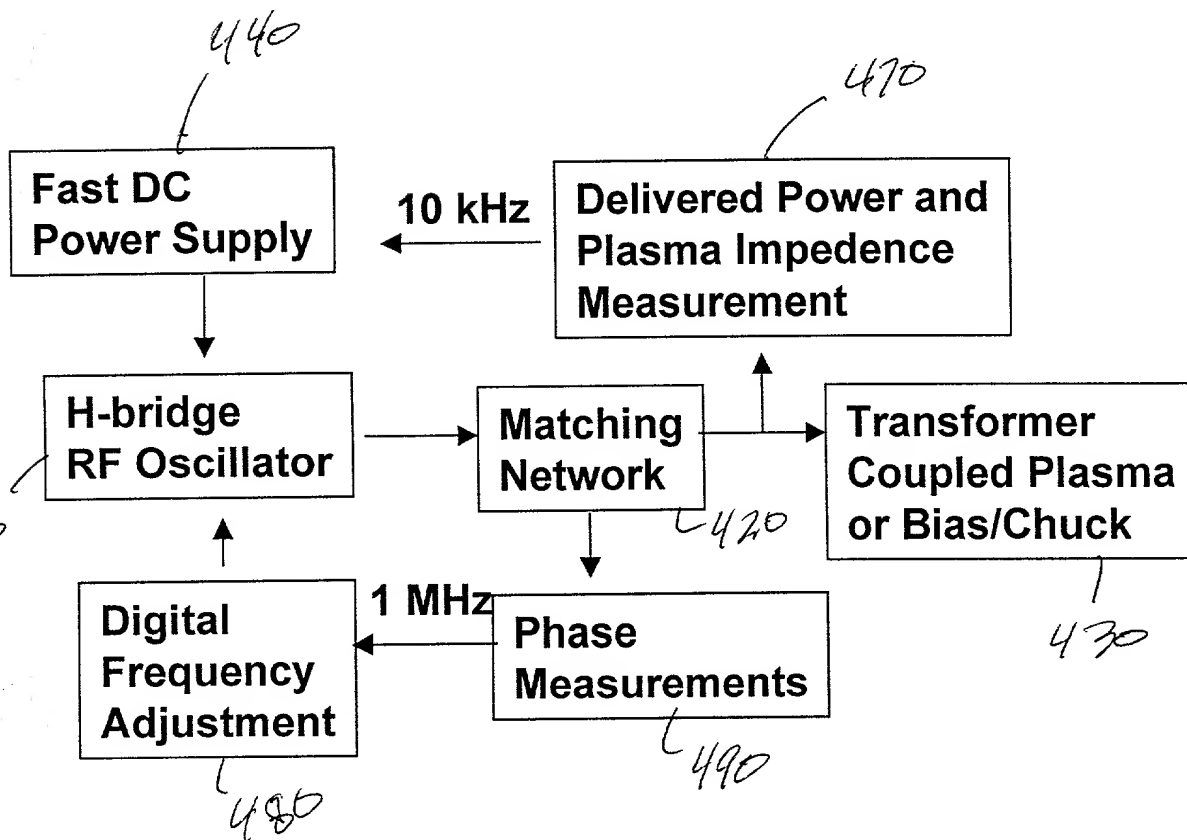 440
470
Fast DC
Power Supply
10 kHz
Delivered Power and
Plasma Impedence
Measurement
H-bridge
RF Oscillator
Matching
Network
420
Transformer
Coupled Plasma
or Bias/Chuck
430
Digital
Frequency
Adjustment
480
1 MHz
Phase
Measurements
490